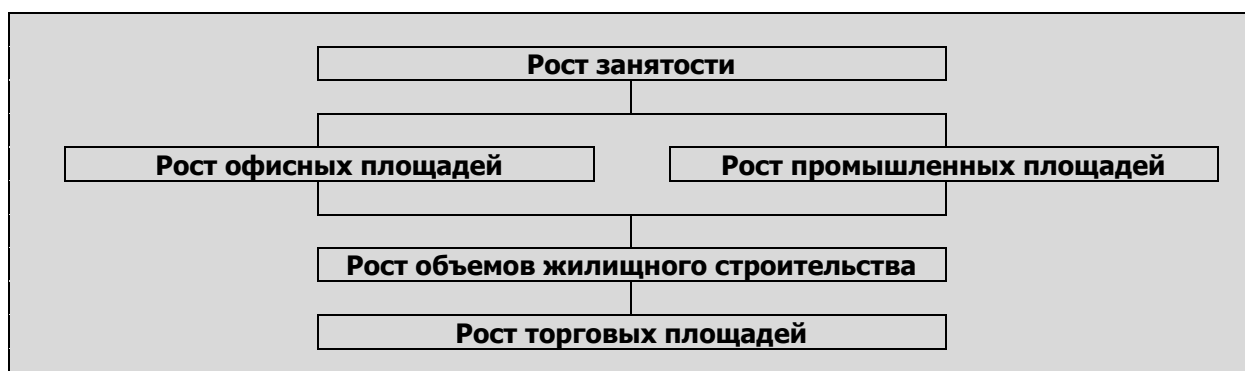 Рост занятости
Рост офисных площадей
Рост промышленных площадей
Рост объемов жилищного строительства
Рост торговых площадей